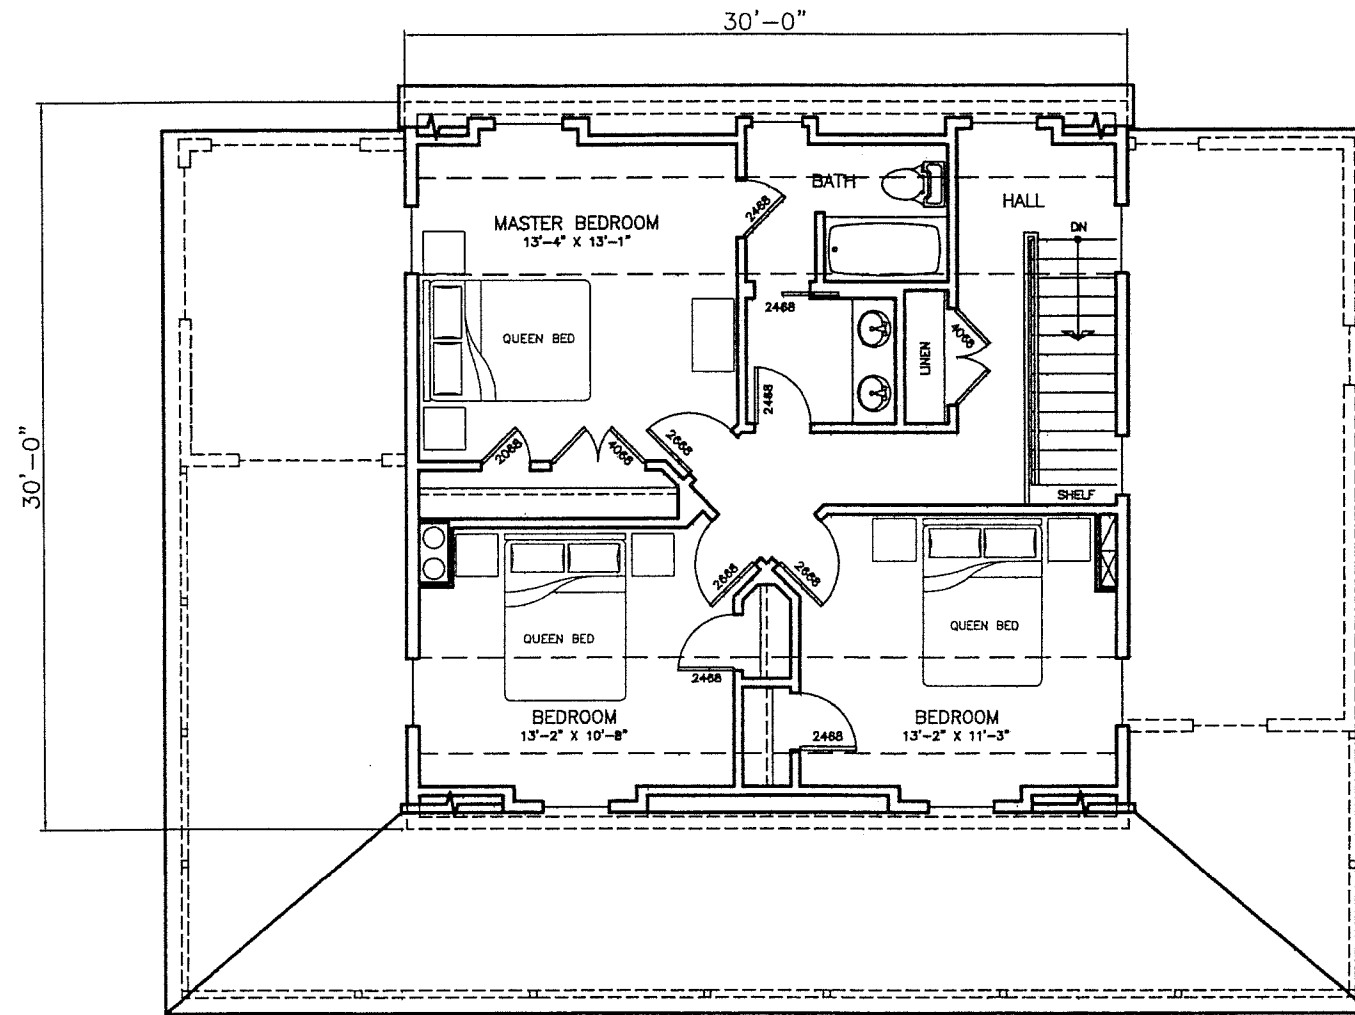 30'-0"
BATH
2468
HALL
MASTER BEDROOM
13'-4" X 13'-1"
DN
2468
QUEEN BED
4068
LINEN
2468
2668
2068
4068
30'-0"
SHELF
2668
2668
QUEEN BED
QUEEN BED
2468
BEDROOM
13'-2" X 10'-8"
BEDROOM
13'-2" X 11'-3"
2468